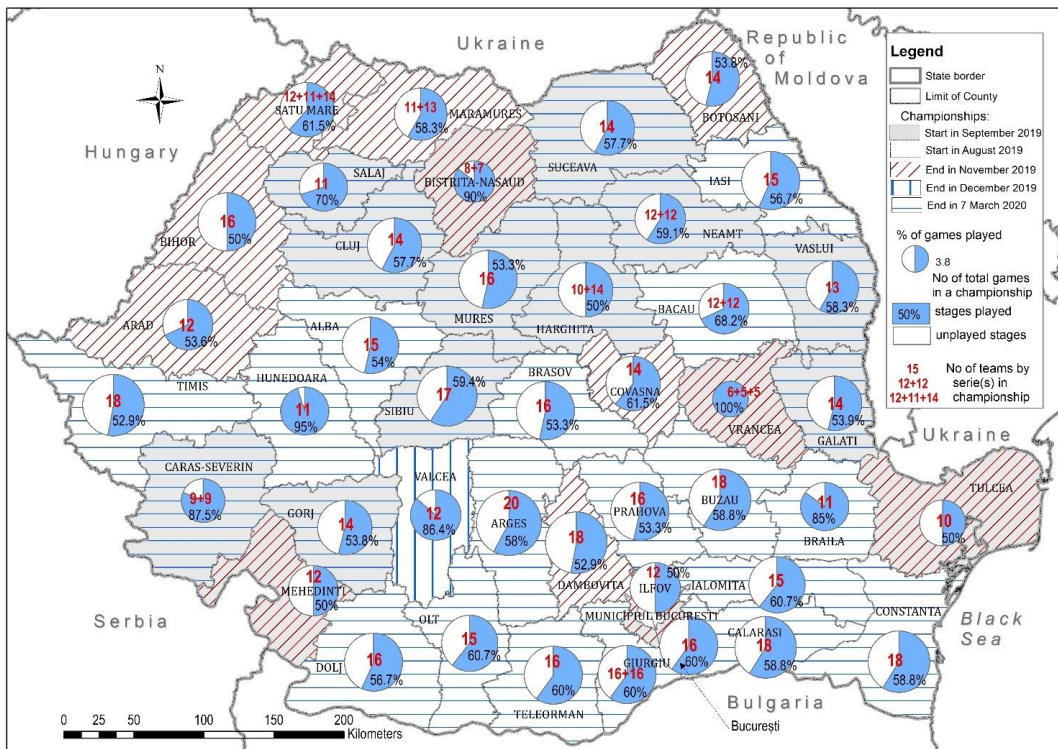 Ukraine
Republic
of
Moldova
Hungary
Serbia
Bulgaria
Ukraine
Black
Sea
N
12+11+14
SATU MARE
61.5%
11+13
MARAMURES
58.3%
53.8%
14
BOTOSANI
14
57.7%
SUCEAVA
8+7
BISTRITA-NASAUD
90%
SALAJ
11
70%
IASI
15
56.7%
16
BIHOR
50%
CLUJ
14
57.7%
12+12
59.1%
NEAMT
VASLUI
13
58.3%
53.3%
16
MURES
10+14
50%
HARGHITA
BACAU
12+12
68.2%
ARAD
12
53.6%
ALBA
15
54%
14
COVASNA
61.5%
6+5+5
100%
VRANCEA
14
53.9%
GALATI
TIMIS
18
52.9%
HUNEDOARA
11
95%
59.4%
17
SIBIU
BRASOV
16
53.3%
CARAS-SEVERIN
9+9
87.5%
GORJ
14
53.8%
VALCEA
12
86.4%
20
ARGES
58%
18
52.9%
DAMBOVITA
16
PRAHOVA
53.3%
18
BUZAU
58.8%
11
85%
BRAILA
TULCEA
10
50%
12
MEHEDINTI
50%
12
50%
ILFOV
IALOMITA
15
60.7%
CONSTANTA
MUNICIPIUL BUCURESTI
OLT
15
60.7%
DOLJ
16
56.7%
16
60%
TELEORMAN
GIURGIU
16+16
60%
16
60%
CALARASI
18
58.8%
18
58.8%
București
0 25 50 100 150 200
Kilometers
Legend
State border
Limit of County
Championships:
Start in September 2019
Start in August 2019
End in November 2019
End in December 2019
End in 7 March 2020
% of games played
3.8
No of total games
in a championship
50%
stages played
unplayed stages
15
12+12
12+11+14
No of teams by
serie(s) in
championship